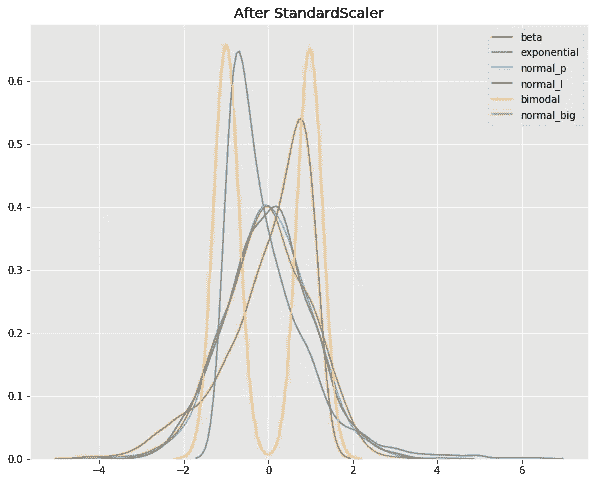 After StandardScaler
beta
exponential
normal_p
normal_l
bimodal
normal_big
0.6
0.5
0.4
0.3
0.2
0.1
0.0
−4
−2
0
2
4
6